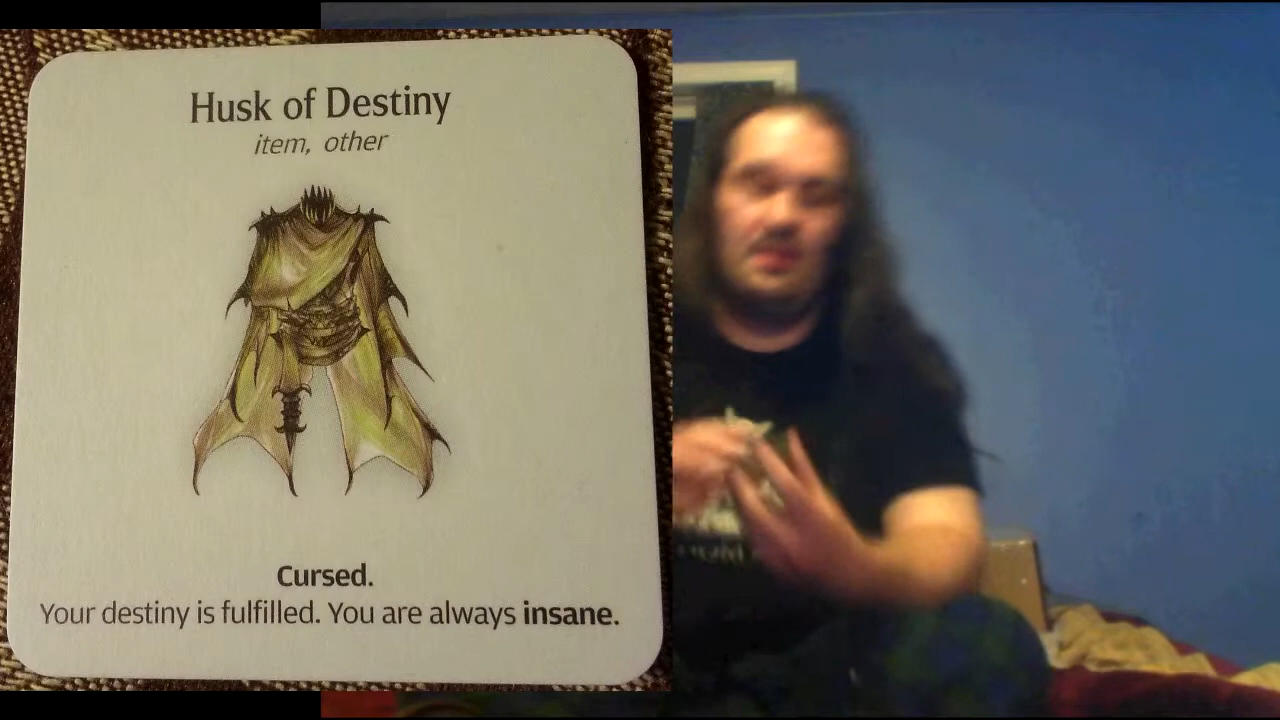 Husk of Destiny
item, other
Cursed.
Your destiny is fulfilled. You are always insane.